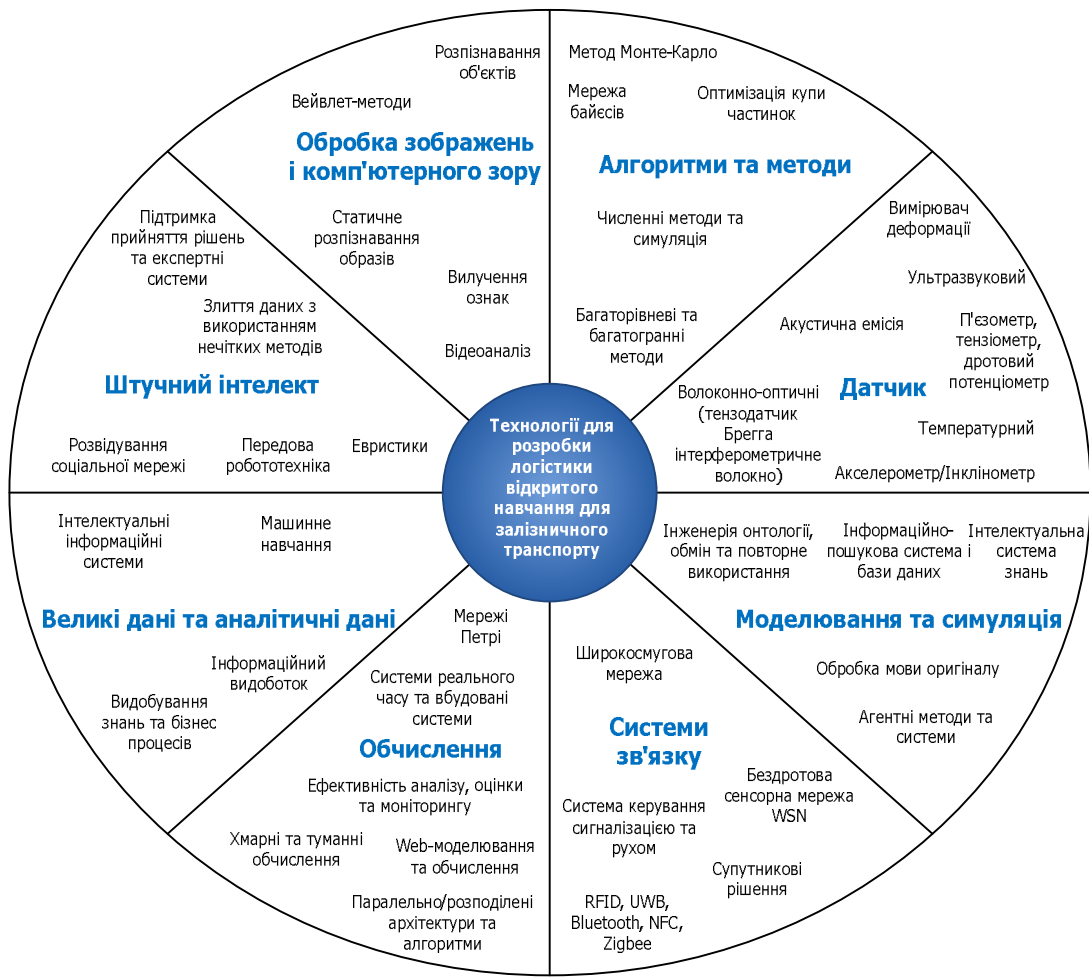 Розпізнавання
об'єктів
Вейвлет-методи
Обробка зображень
і комп'ютерного зору
Статичне
розпізнавання
образів
Вилучення
ознак
Відеоаналіз
Метод Монте-Карло
Мережа
байєсів
Оптимізація купи
частинок
Алгоритми та методи
Численні методи та
симуляція
Багаторівневі та
багатогранні
методи
Вимірювач
деформації
Ультразвуковий
Акустична емісія
П'єзометр,
тензіометр,
дротовий
потенціометр
Датчик
Волоконно-оптичні
(тензодатчик
Брегга
інтерферометричне
волокно)
Температурний
Акселерометр/Інклінометр
Інженерія онтології,
обмін та повторне
використання
Інформаційно-
пошукова система і
бази даних
Інтелектуальна
система
знань
Моделювання та симуляція
Обробка мови оригіналу
Агентні методи та
системи
Широкосмугова
мережа
Системи
зв'язку
Бездротова
сенсорна мережа
WSN
Система керування
сигналізацією та
рухом
Супутникові
рішення
RFID, UWB,
Bluetooth, NFC,
Zigbee
Мережі
Петрі
Системи реального
часу та вбудовані
системи
Обчислення
Ефективність аналізу, оцінки
та моніторингу
Хмарні та туманні
обчислення
Web-моделювання
та обчислення
Паралельно/розподілені
архітектури та
алгоритми
Інтелектуальні
інформаційні
системи
Машинне
навчання
Великі дані та аналітичні дані
Інформаційний
видоботок
Видобування
знань та бізнес
процесів
Підтримка
прийняття рішень
та експертні
системи
Злиття даних з
використанням
нечітких методів
Штучний інтелект
Розвідування
соціальної мережі
Передова
робототехніка
Евристики
Технології для
розробки
логістики
відкритого
навчання для
залізничного
транспорту